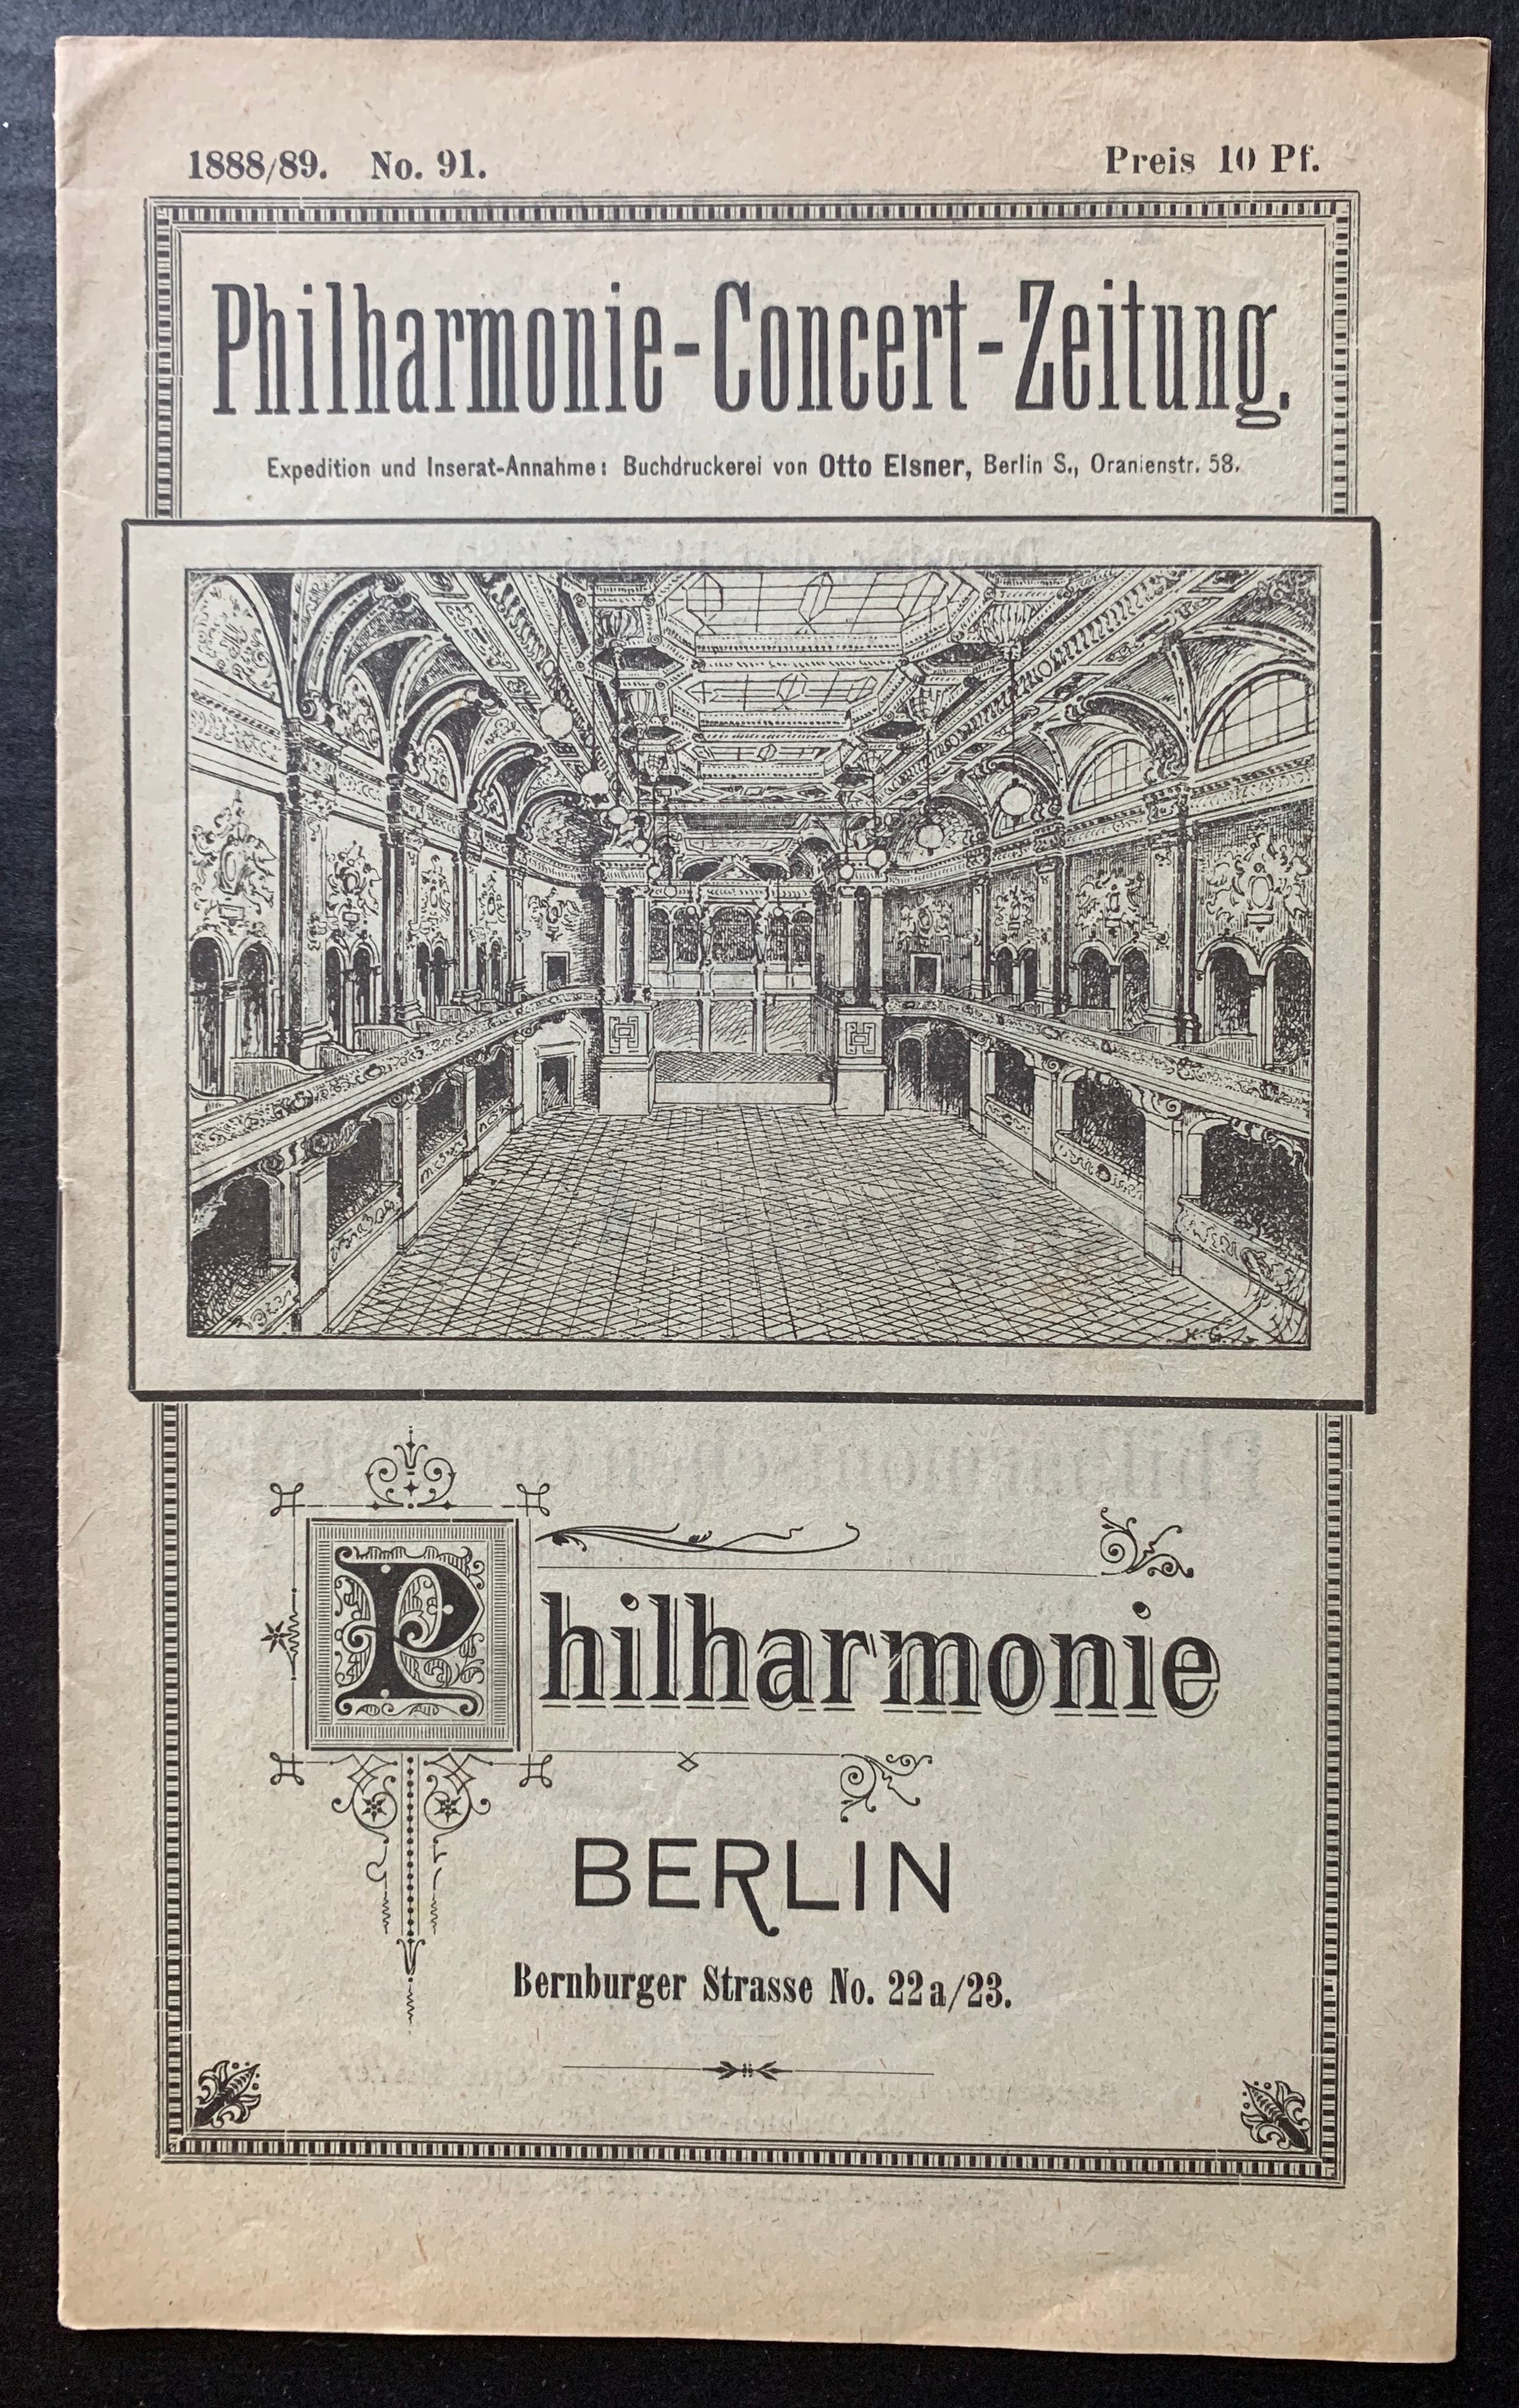 1888/89. No. 91. Preis 10 Pf.
Philharmonie-Concert-Zeitung.
Expedition und Inserat-Annahme: Buchdruckerei von Otto Elsner, Berlin S., Oranienstr. 58.
Philharmonie
BERLIN
Bernburger Strasse No. 22a/23.